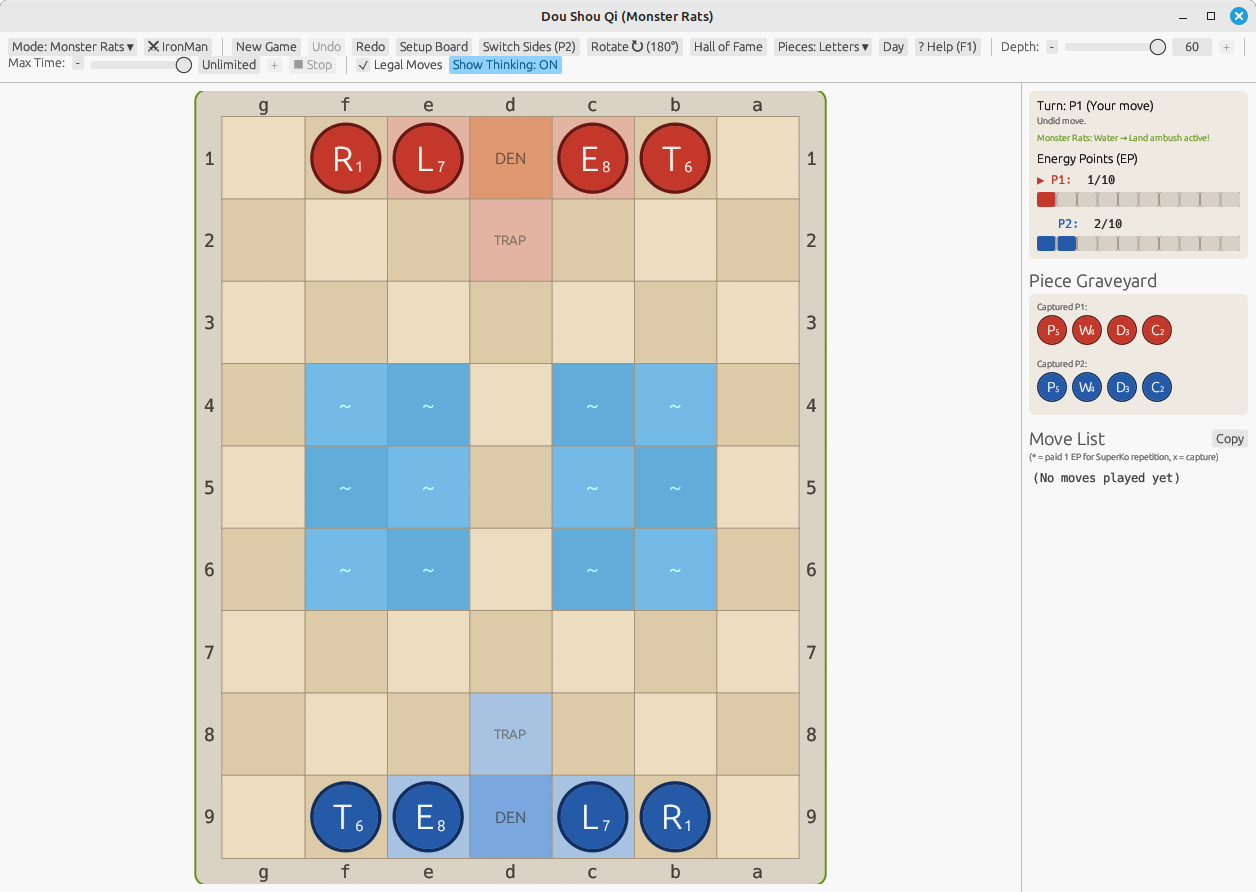 Dou Shou Qi (Monster Rats)
Mode: Monster Rats ▾ ⚔ IronMan New Game Undo Redo Setup Board Switch Sides (P2) Rotate ↻ (180°) Hall of Fame Pieces: Letters ▾ Day ? Help (F1) Depth: - 60 +
Max Time: - Unlimited + ■ Stop ✓ Legal Moves Show Thinking: ON
g f e d c b a
1 R1 L7 DEN E8 T6 1
2 TRAP 2
3 3
4 ~ ~ ~ ~ 4
5 ~ ~ ~ ~ 5
6 ~ ~ ~ ~ 6
7 7
8 TRAP 8
9 T6 E8 DEN L7 R1 9
g f e d c b a
Turn: P1 (Your move)
Undid move.
Monster Rats: Water → Land ambush active!
Energy Points (EP)
▶ P1: 1/10
P2: 2/10
Piece Graveyard
Captured P1:
P5 W4 D3 C2
Captured P2:
P5 W4 D3 C2
Move List Copy
(* = paid 1 EP for SuperKo repetition, x = capture)
(No moves played yet)